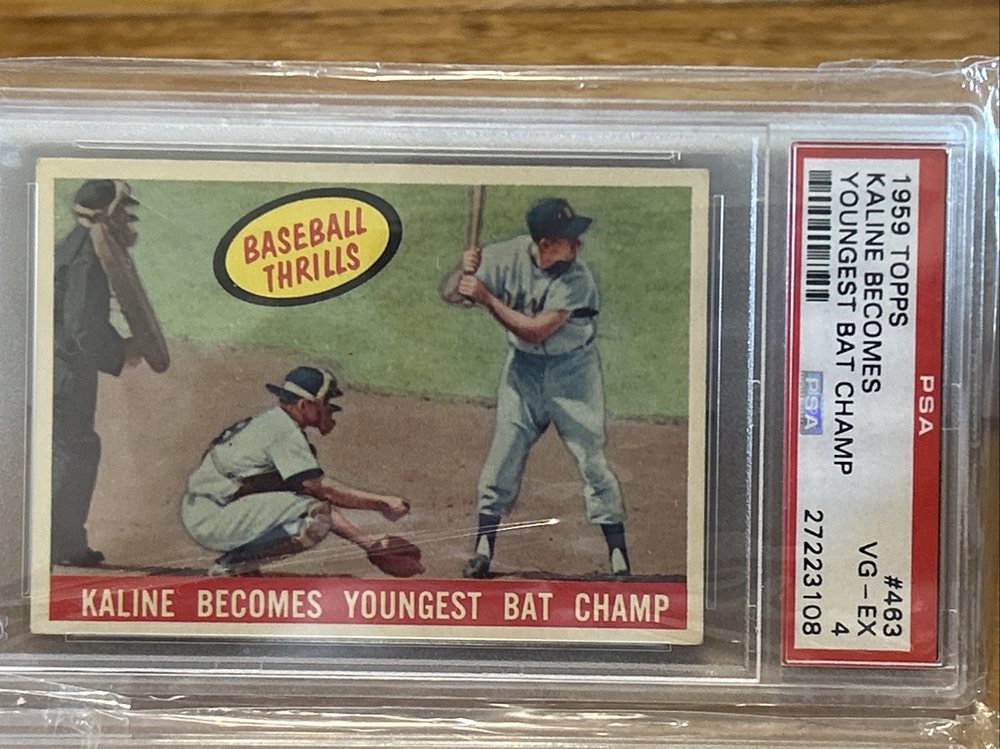 BASEBALL
THRILLS
KALINE BECOMES YOUNGEST BAT CHAMP
PSA
1959 TOPPS #463
KALINE BECOMES VG-EX
YOUNGEST BAT CHAMP 4
PSA 27223108